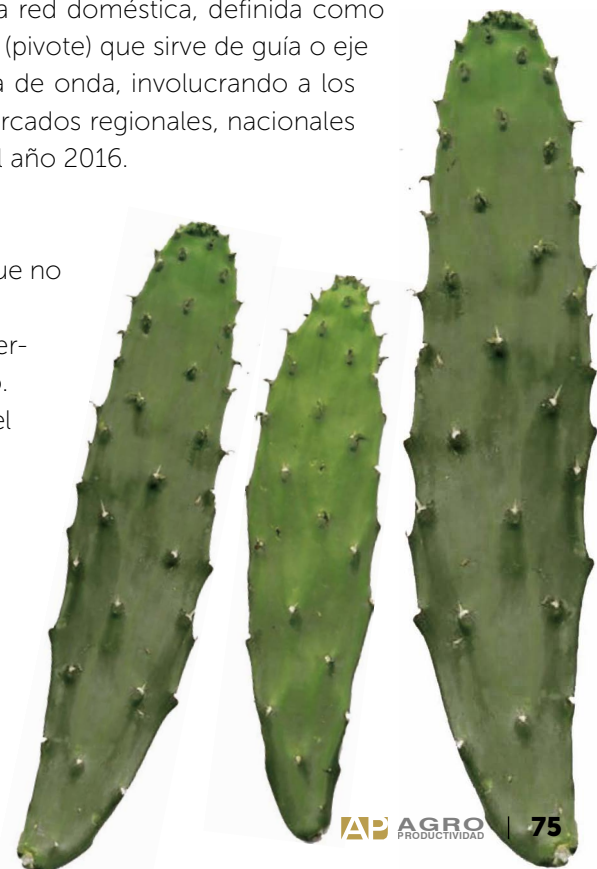 a red doméstica, definida como
(pivote) que sirve de guía o eje
a de onda, involucrando a los
rcados regionales, nacionales
l año 2016.
ue no
er-
o.
el
AP AGRO
PRODUCTIVIDAD | 75